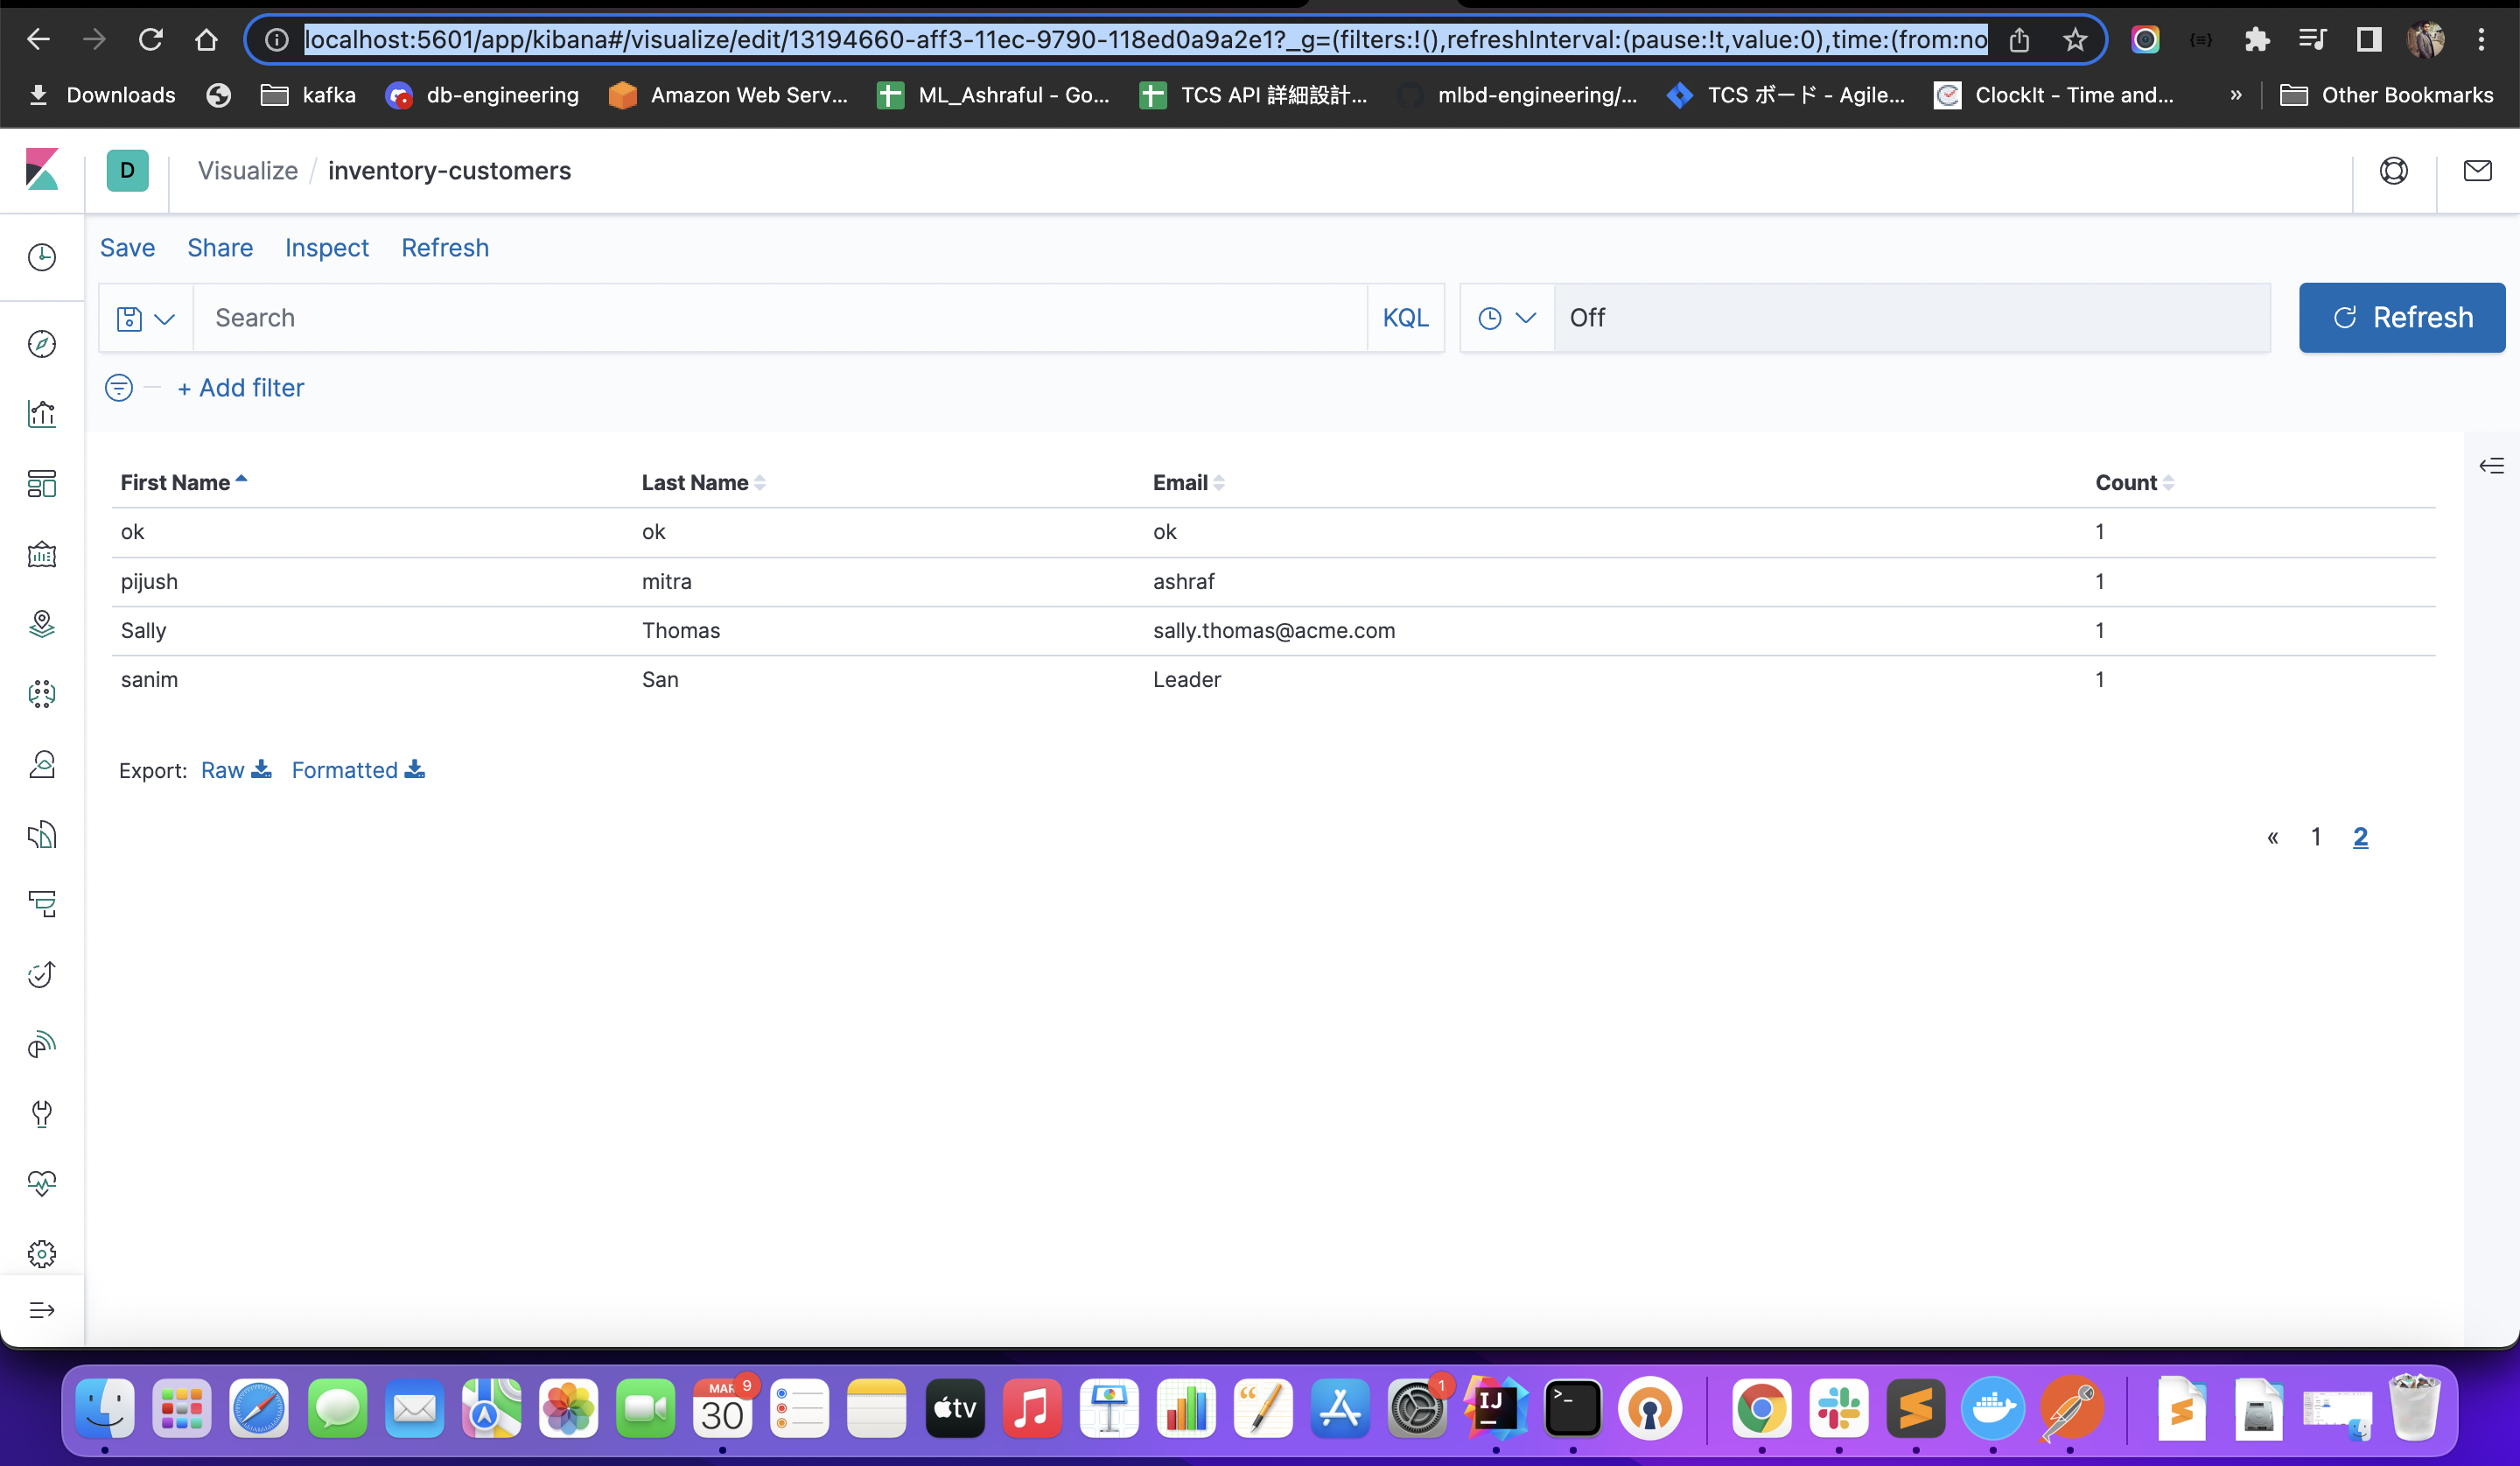 localhost:5601/app/kibana#/visualize/edit/13194660-aff3-11ec-9790-118ed0a9a2e1?_g=(filters:!(),refreshInterval:(pause:!t,value:0),time:(from:no
Downloads kafka db-engineering Amazon Web Serv... ML_Ashraful - Go... TCS API 詳細設計... mlbd-engineering/... TCS ボード - Agile... ClockIt - Time and... » Other Bookmarks
D Visualize / inventory-customers
Save Share Inspect Refresh
Search KQL Off Refresh
+ Add filter
First Name Last Name Email Count
ok ok ok 1
pijush mitra ashraf 1
Sally Thomas sally.thomas@acme.com 1
sanim San Leader 1
Export: Raw Formatted
« 1 2
MAR 9 1
30 tv IJ >_